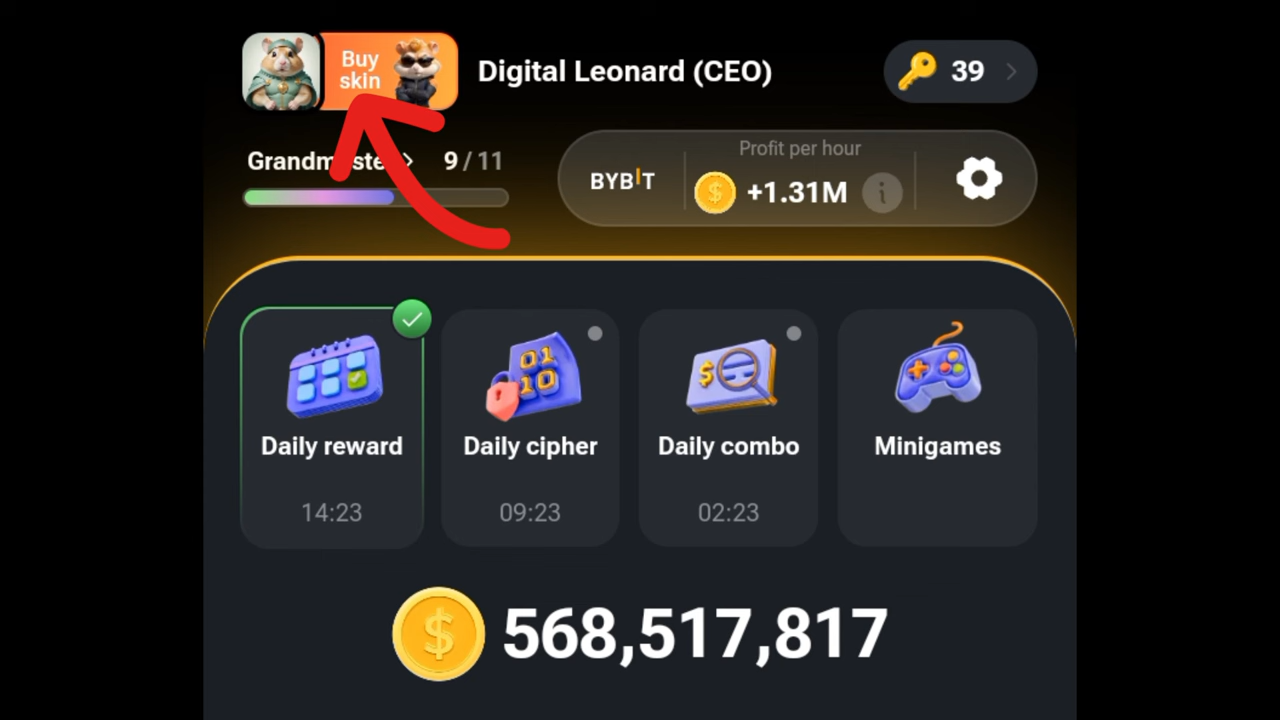 Buy
skin
Digital Leonard (CEO)
39
Grandmaste
9 / 11
BYBIT
Profit per hour
+1.31M
Daily reward
14:23
Daily cipher
09:23
Daily combo
02:23
Minigames
568,517,817